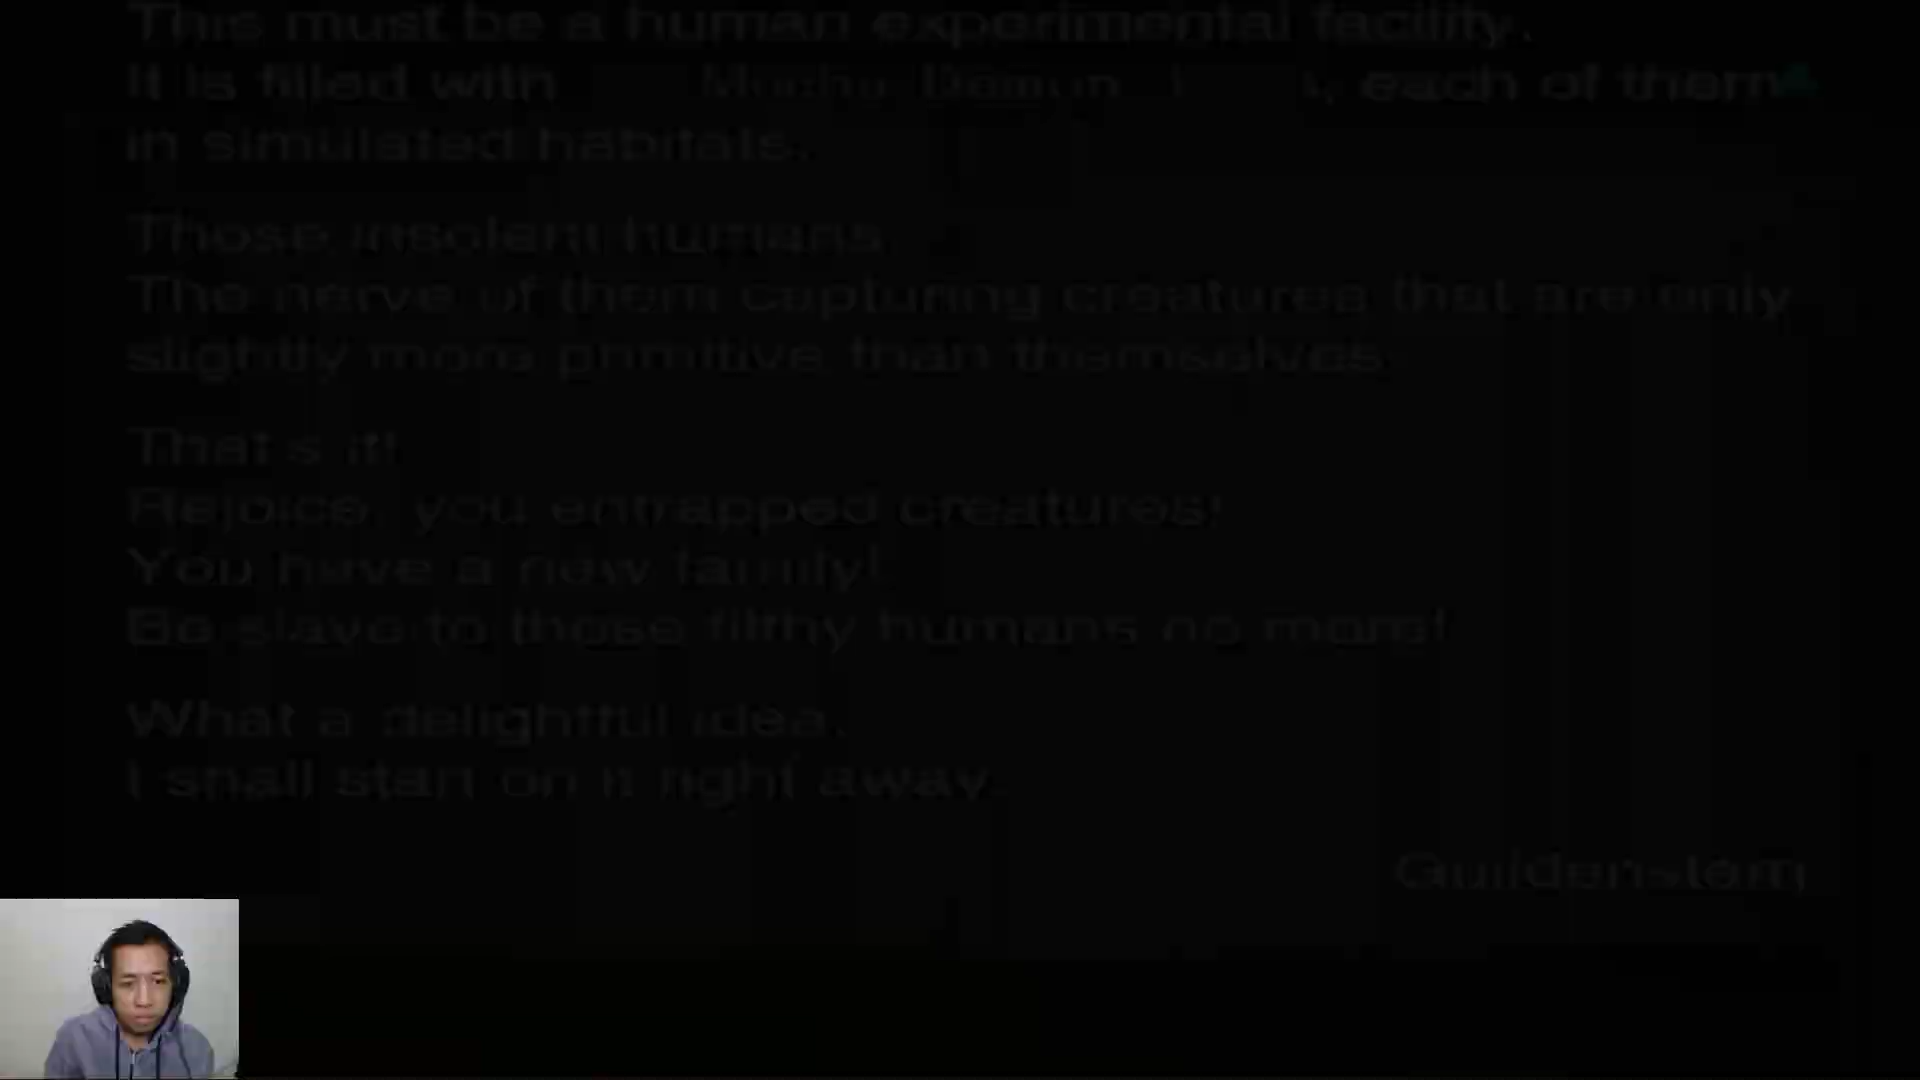 This must be a human experimental facility.
It is filled with Demon , each of them
in simulated habitats.
Those insolent humans
The nerve of them capturing creatures that are only
slightly more primitive than themselves.
That's it!
Rejoice, you entrapped creatures!
You have a new family!
Be slave to those filthy humans no more!
What a delightful idea.
I shall start on it right away.
Guildenstern